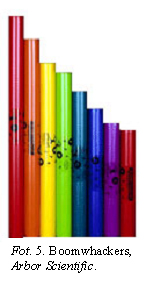 Fot. 5. Boomwhackers,
Arbor Scientific.